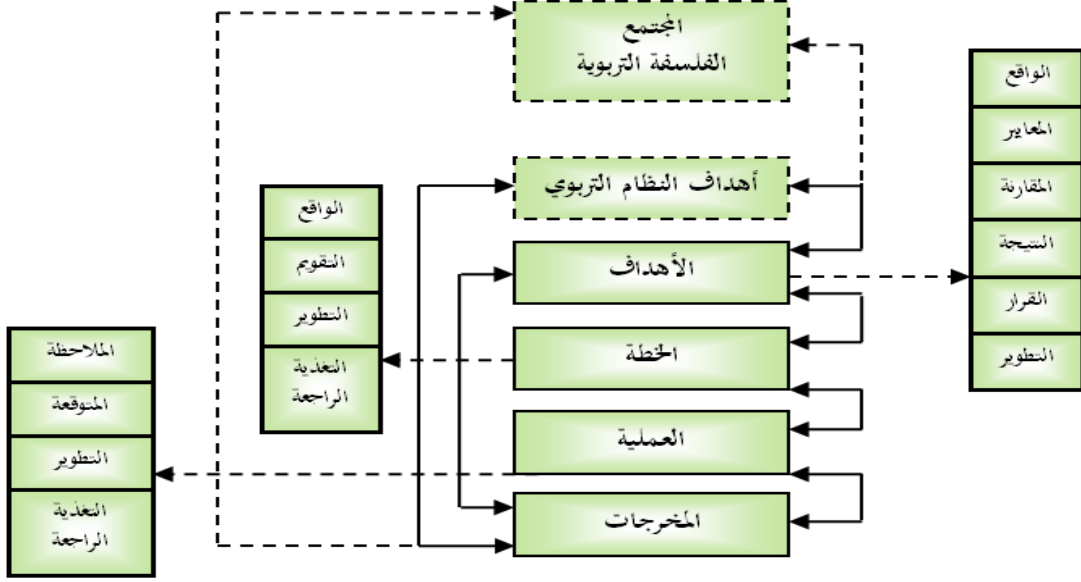 المجتمع
الفلسفة التربوية
أهداف النظام التربوي
الأهداف
الخطة
العملية
المخرجات
الواقع
المعايير
المقارنة
النتيجة
القرار
التطوير
الواقع
التقويم
التطوير
التغذية
الراجعة
الملاحظة
المتوقعة
التطوير
التغذية
الراجعة